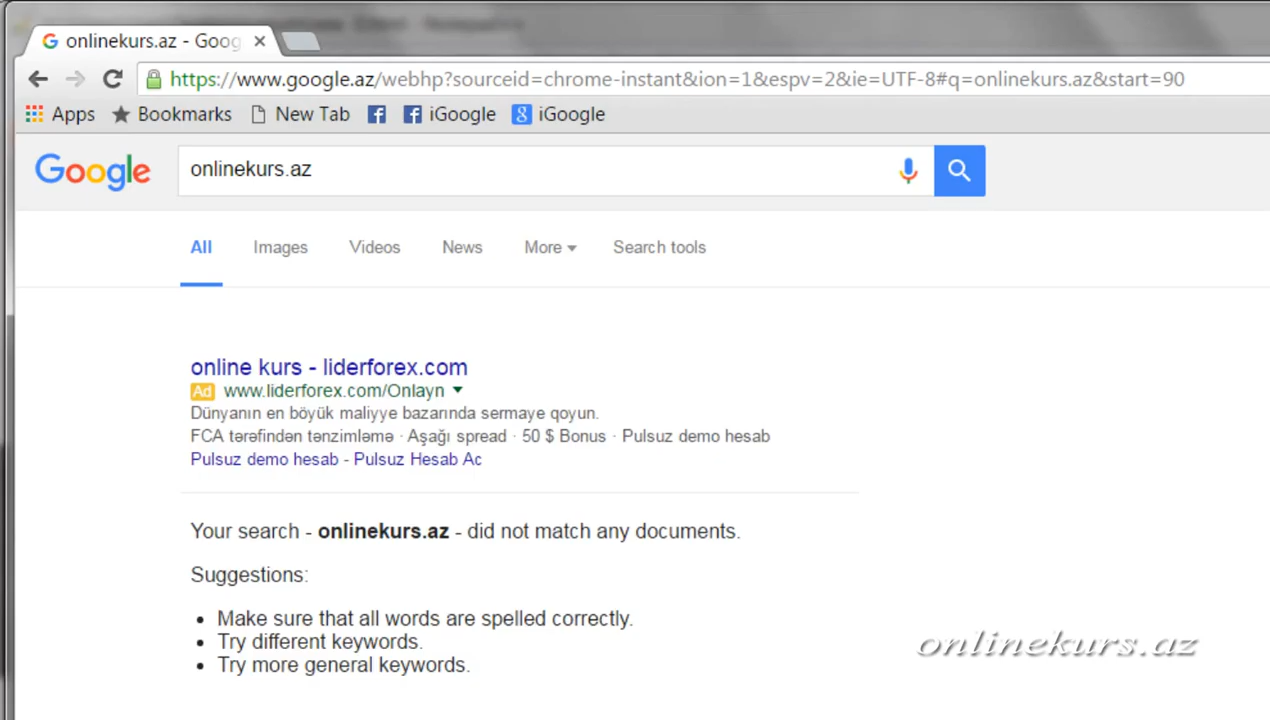 onlinekurs.az - Goog
https://www.google.az/webhp?sourceid=chrome-instant&ion=1&espv=2&ie=UTF-8#q=onlinekurs.az&start=90
Apps Bookmarks New Tab iGoogle iGoogle
Google onlinekurs.az
All Images Videos News More Search tools
online kurs - liderforex.com
Ad www.liderforex.com/Onlayn
Dünyanın en böyük maliyye bazarında sermaye qoyun.
FCA tərəfindən tənzimləmə · Aşağı spread · 50 $ Bonus · Pulsuz demo hesab
Pulsuz demo hesab - Pulsuz Hesab Ac
Your search - onlinekurs.az - did not match any documents.
Suggestions:
• Make sure that all words are spelled correctly.
• Try different keywords.
• Try more general keywords.
onlinekurs.az